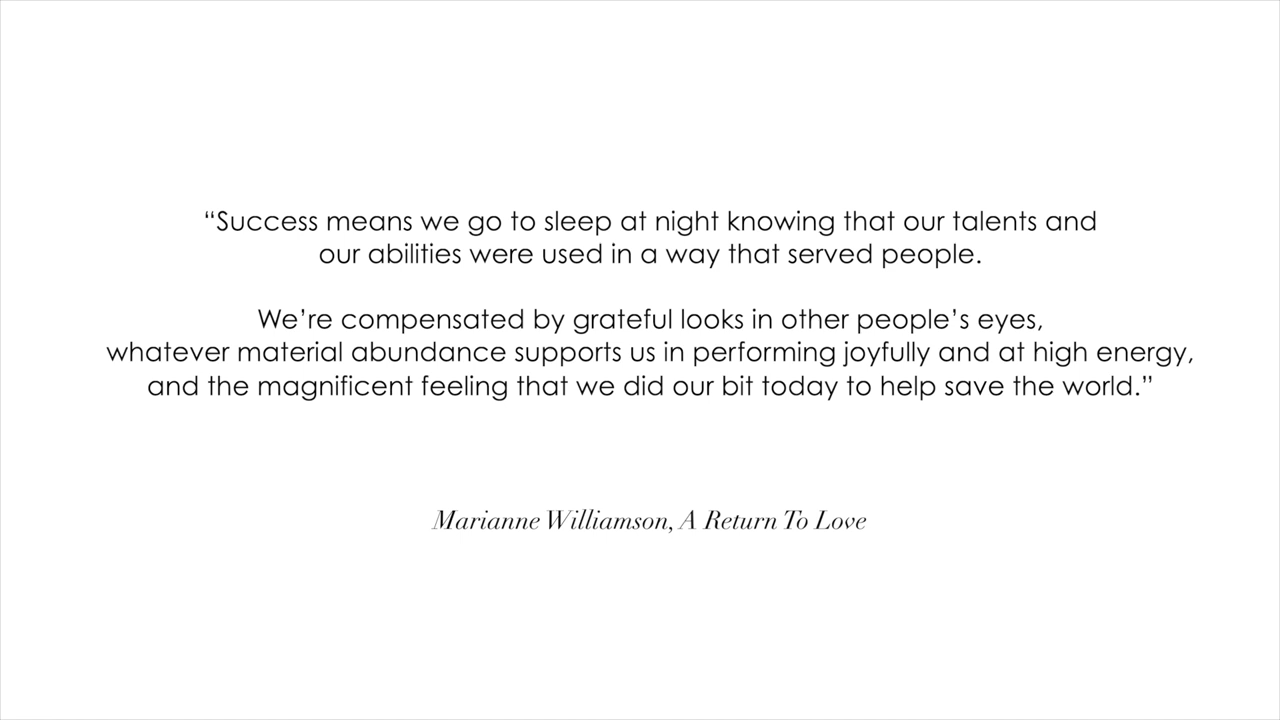 “Success means we go to sleep at night knowing that our talents and
our abilities were used in a way that served people.
We’re compensated by grateful looks in other people’s eyes,
whatever material abundance supports us in performing joyfully and at high energy,
and the magnificent feeling that we did our bit today to help save the world.”
Marianne Williamson, A Return To Love